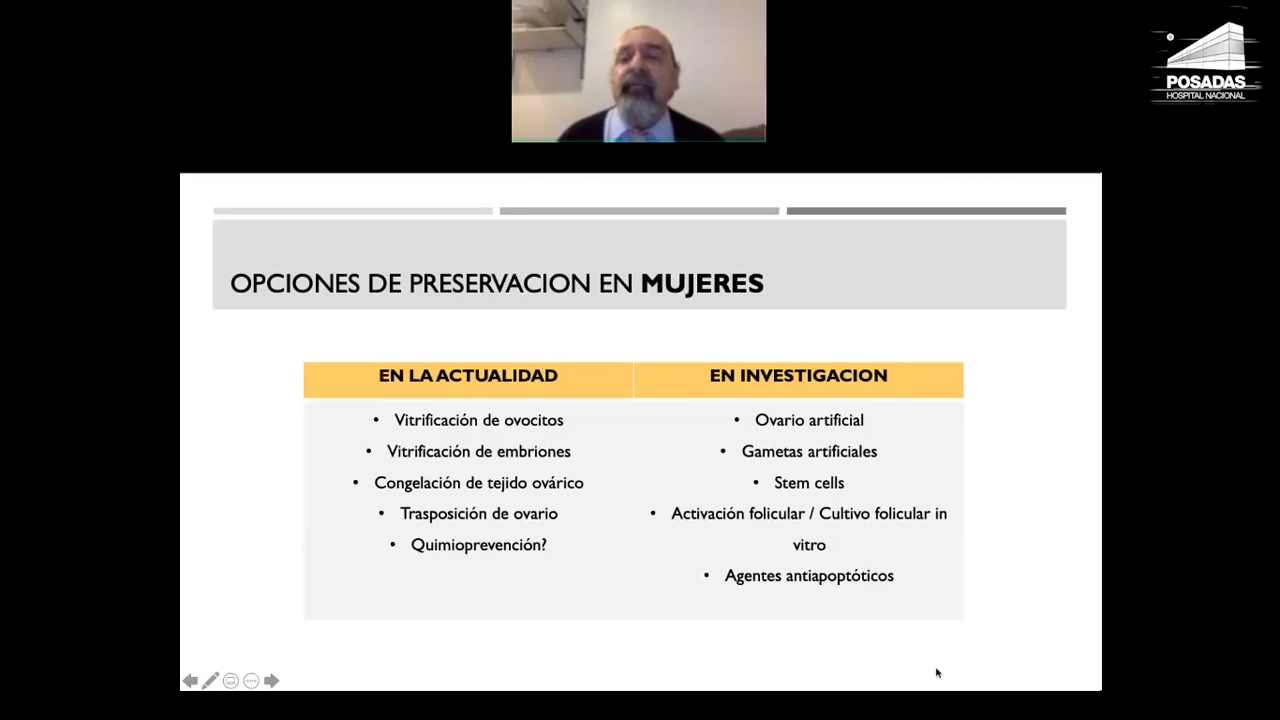 POSADAS
HOSPITAL NACIONAL
OPCIONES DE PRESERVACION EN MUJERES
EN LA ACTUALIDAD
• Vitrificación de ovocitos
• Vitrificación de embriones
• Congelación de tejido ovárico
• Trasposición de ovario
• Quimioprevención?
EN INVESTIGACION
• Ovario artificial
• Gametas artificiales
• Stem cells
• Activación folicular / Cultivo folicular in
vitro
• Agentes antiapoptóticos